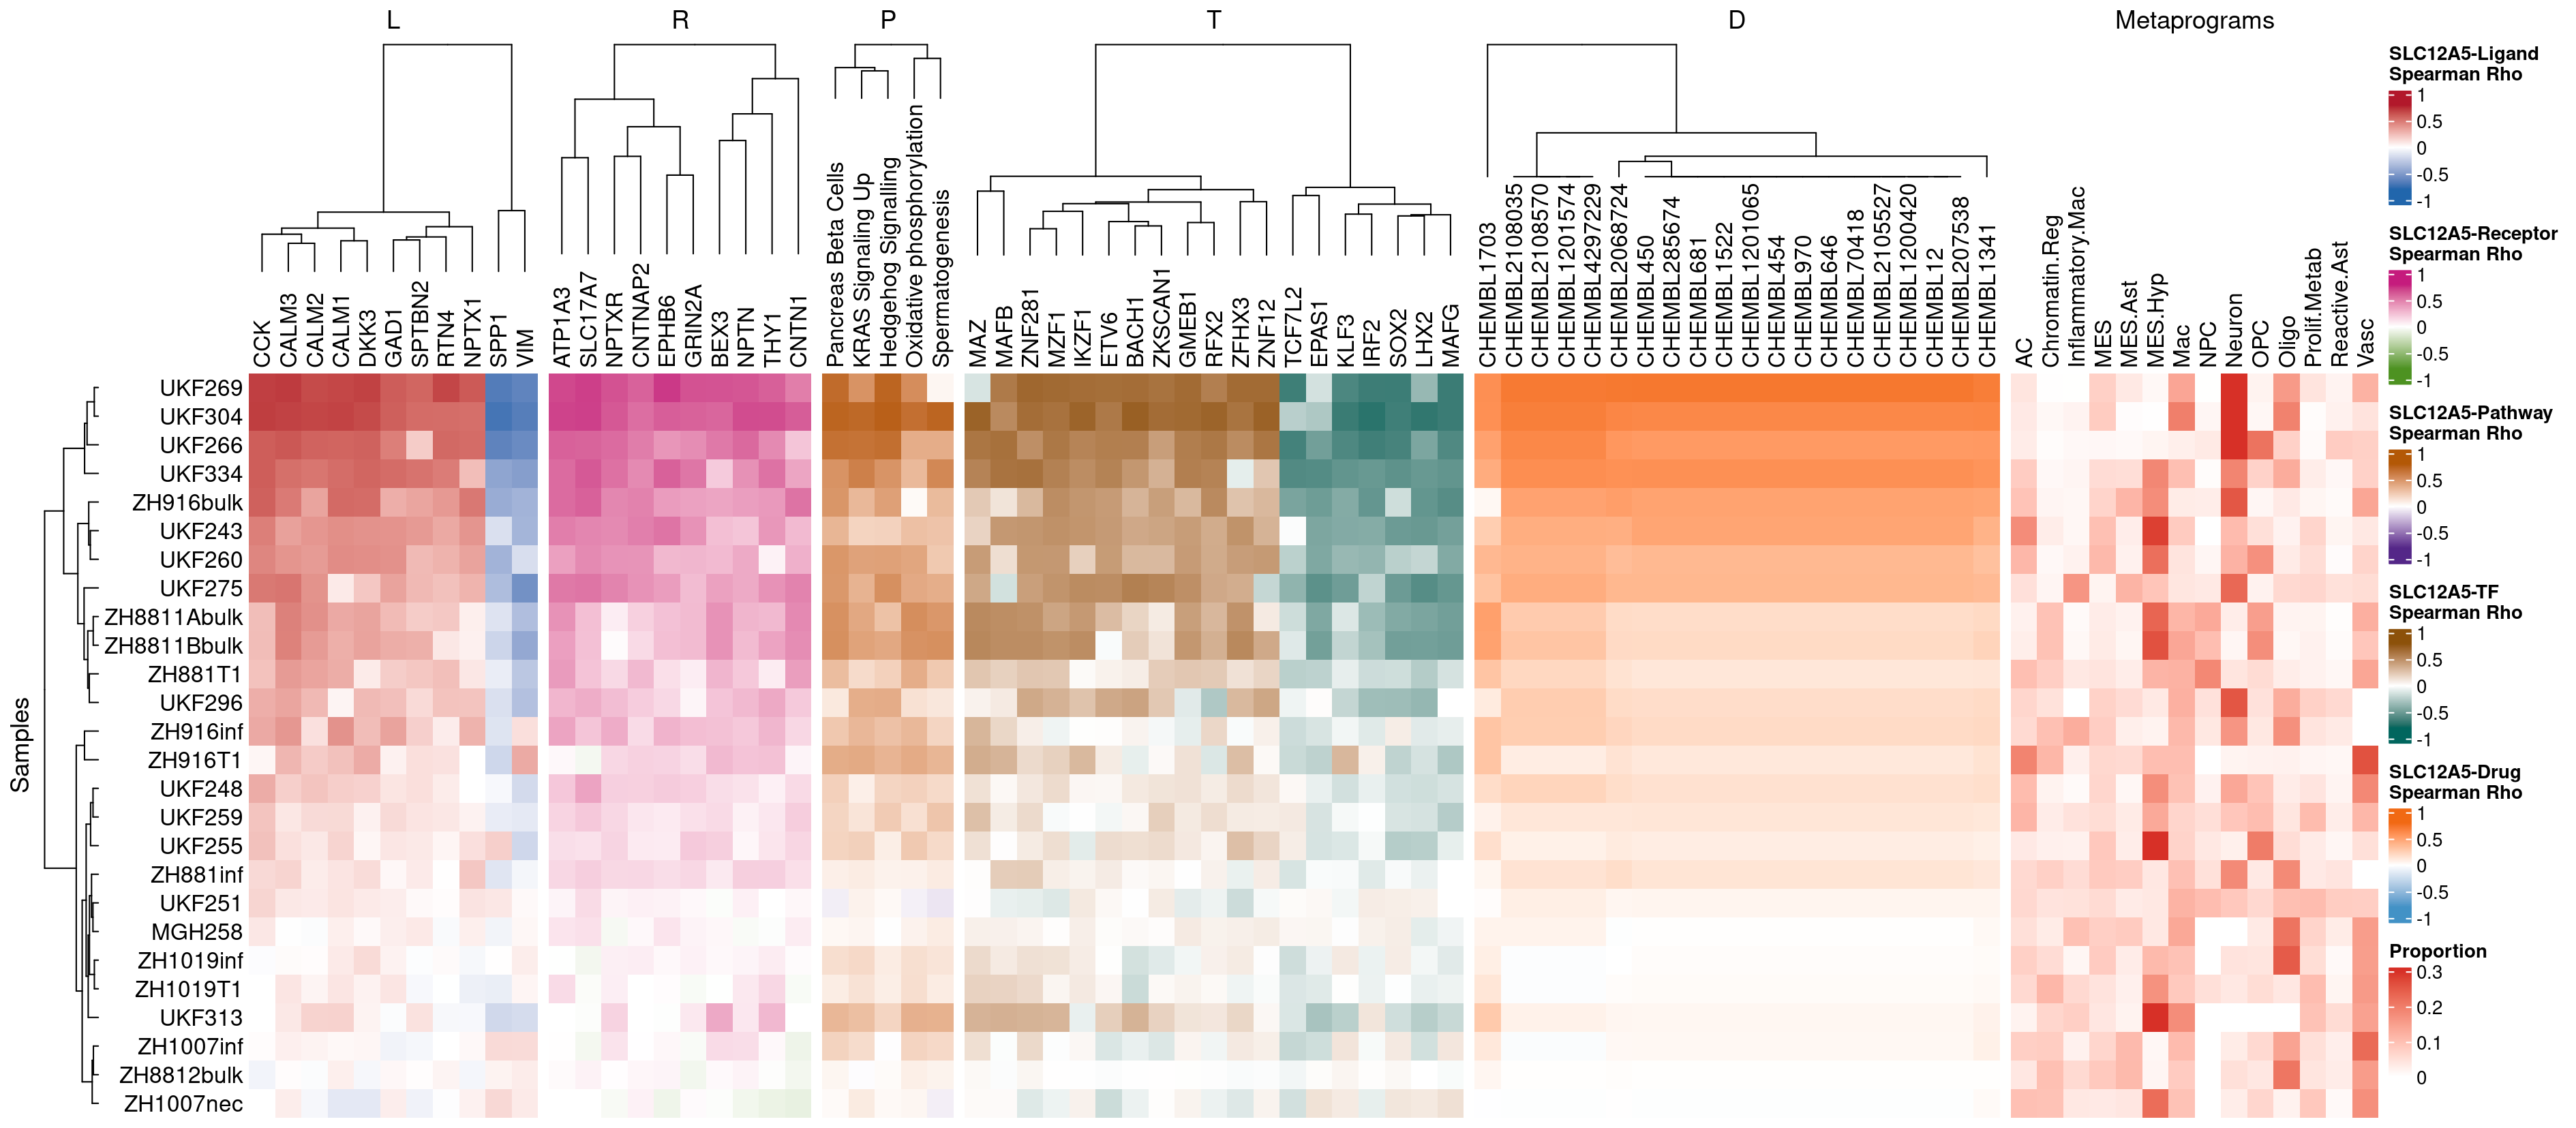 L
R
P
T
D
Metaprograms
CCK
CALM3
CALM2
CALM1
DKK3
GAD1
SPTBN2
RTN4
NPTX1
SPP1
VIM
ATP1A3
SLC17A7
NPTXR
CNTNAP2
EPHB6
GRIN2A
BEX3
NPTN
THY1
CNTN1
Pancreas Beta Cells
KRAS Signaling Up
Hedgehog Signalling
Oxidative phosphorylation
Spermatogenesis
MAZ
MAFB
ZNF281
MZF1
IKZF1
ETV6
BACH1
ZKSCAN1
GMEB1
RFX2
ZFHX3
ZNF12
TCF7L2
EPAS1
KLF3
IRF2
SOX2
LHX2
MAFG
CHEMBL1703
CHEMBL2108035
CHEMBL2108570
CHEMBL1201574
CHEMBL4297229
CHEMBL2068724
CHEMBL450
CHEMBL285674
CHEMBL681
CHEMBL1522
CHEMBL1201065
CHEMBL454
CHEMBL970
CHEMBL646
CHEMBL70418
CHEMBL2105527
CHEMBL1200420
CHEMBL12
CHEMBL207538
CHEMBL1341
AC
Chromatin.Reg
Inflammatory.Mac
MES
MES.Ast
MES.Hyp
Mac
NPC
Neuron
OPC
Oligo
Prolif.Metab
Reactive.Ast
Vasc
Samples
UKF269
UKF304
UKF266
UKF334
ZH916bulk
UKF243
UKF260
UKF275
ZH8811Abulk
ZH8811Bbulk
ZH881T1
UKF296
ZH916inf
ZH916T1
UKF248
UKF259
UKF255
ZH881inf
UKF251
MGH258
ZH1019inf
ZH1019T1
UKF313
ZH1007inf
ZH8812bulk
ZH1007nec
SLC12A5-Ligand
Spearman Rho
1
0.5
0
-0.5
-1
SLC12A5-Receptor
Spearman Rho
1
0.5
0
-0.5
-1
SLC12A5-Pathway
Spearman Rho
1
0.5
0
-0.5
-1
SLC12A5-TF
Spearman Rho
1
0.5
0
-0.5
-1
SLC12A5-Drug
Spearman Rho
1
0.5
0
-0.5
-1
Proportion
0.3
0.2
0.1
0